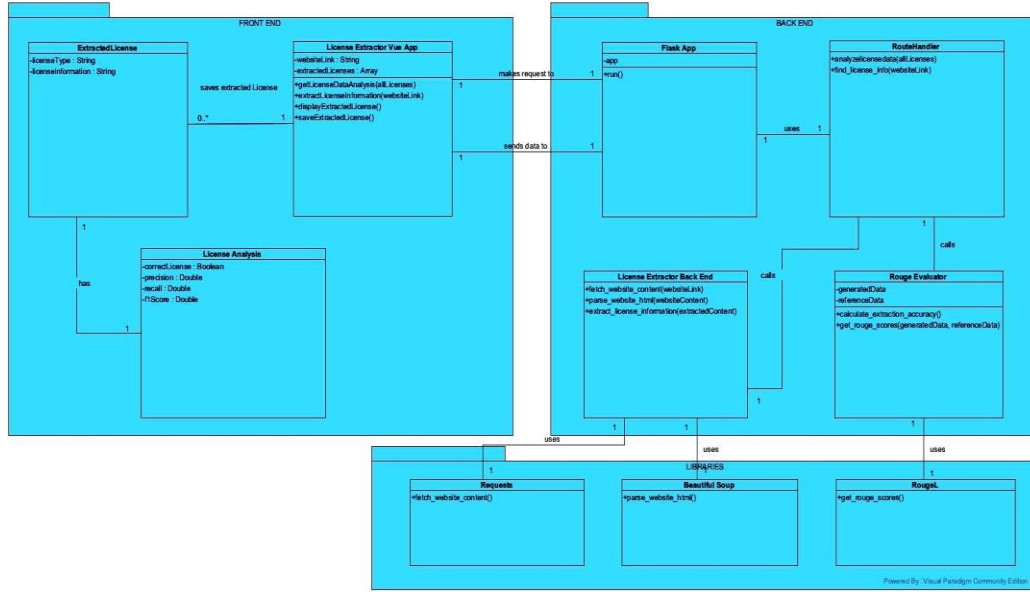 FRONT END
ExtractedLicense
-licenseType : String
-licenseInformation : String
saves extracted License
0..*
1
License Extractor Vue App
-websiteLink : String
-extractedLicenses : Array
+getLicenseDataAnalysis(allLicenses)
+extractLicenseInformation(websiteLink)
+displayExtractedLicense()
+saveExtractedLicense()
1
has
1
License Analysis
-correctLicense : Boolean
-precision : Double
-recall : Double
-f1Score : Double
makes request to
1
1
sends data to
1
1
BACK END
Flask App
-app
+run()
uses
1
1
RouteHandler
+analyzelicensedata(allLicenses)
+find_license_info(websiteLink)
1
1
calls
calls
License Extractor Back End
+fetch_website_content(websiteLink)
+parse_website_html(websiteContent)
+extract_license_information(extractedContent)
1
Rouge Evaluator
-generatedData
-referenceData
+calculate_extraction_accuracy()
+get_rouge_scores(generatedData, referenceData)
1
1
1
uses
uses
uses
1
1
1
LIBRARIES
Requests
+fetch_website_content()
Beautiful Soup
+parse_website_html()
RougeL
+get_rouge_scores()
Powered By: Visual Paradigm Community Edition